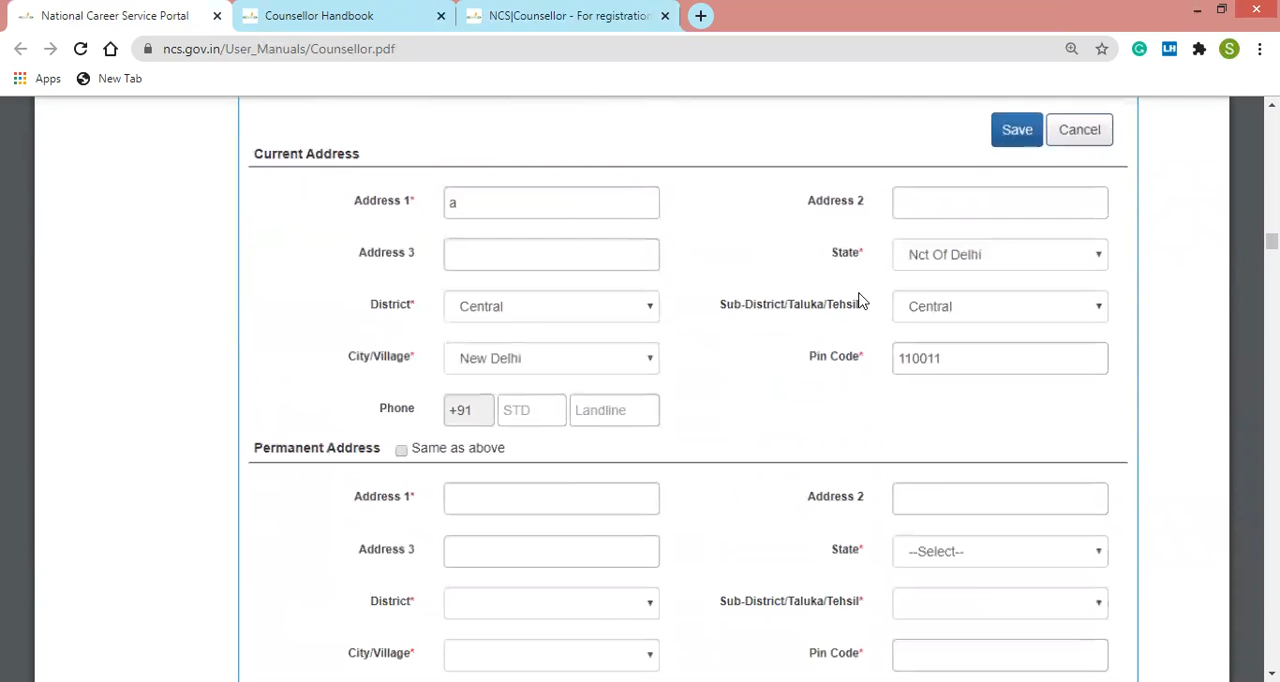 National Career Service Portal
Counsellor Handbook
NCS|Counsellor - For registration
ncs.gov.in/User_Manuals/Counsellor.pdf
LH
S
Apps
New Tab
Save
Cancel
Current Address
Address 1*
a
Address 2
Address 3
State*
Nct Of Delhi
District*
Central
Sub-District/Taluka/Tehsil
Central
City/Village*
New Delhi
Pin Code*
110011
Phone
+91
STD
Landline
Permanent Address
Same as above
Address 1*
Address 2
Address 3
State*
--Select--
District*
Sub-District/Taluka/Tehsil*
City/Village*
Pin Code*